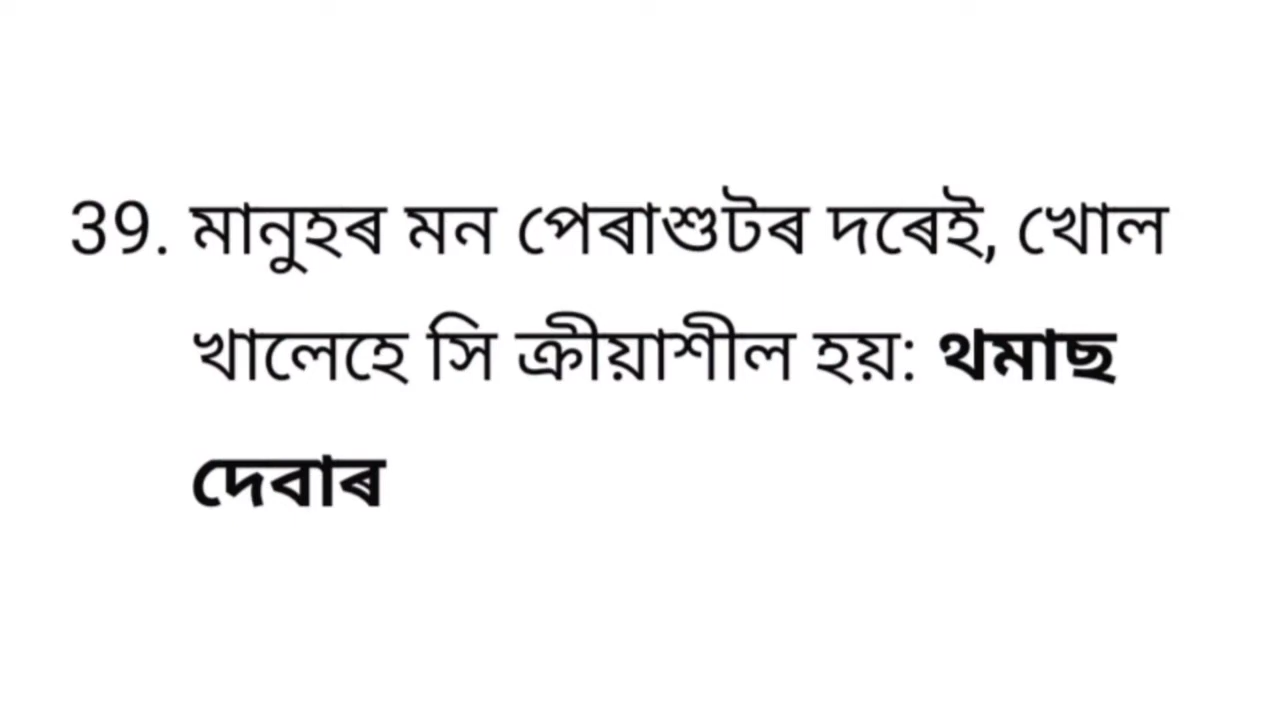 39. মানুহৰ মন পেৰাশুটৰ দৰেই, খোল
খালেহে সি ক্ৰীয়াশীল হয়: থমাছ
দেবাৰ